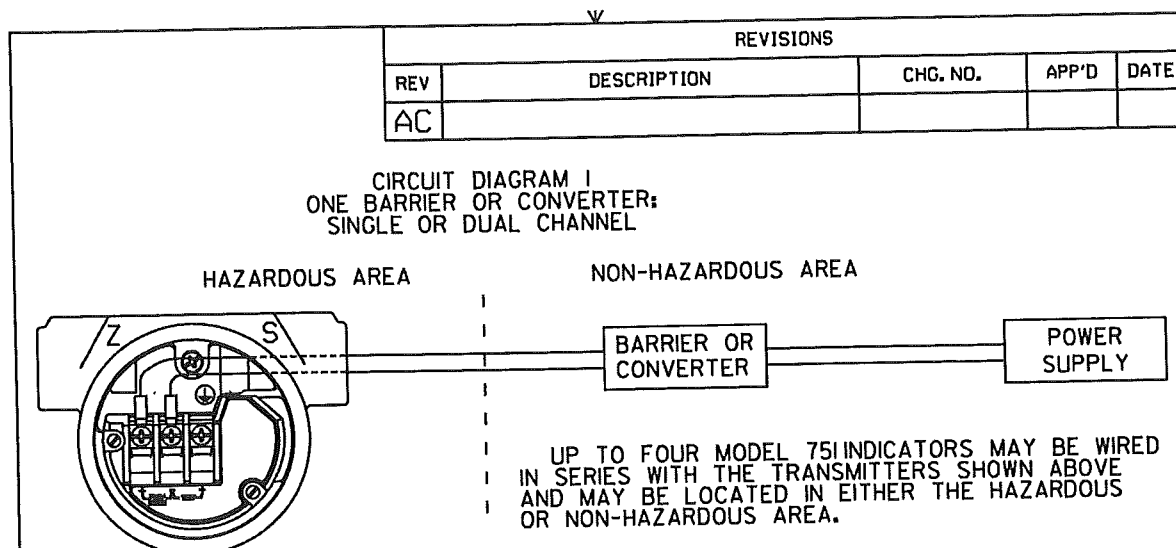 REVISIONS
REV DESCRIPTION CHG. NO. APP'D DATE
AC
CIRCUIT DIAGRAM I
ONE BARRIER OR CONVERTER:
SINGLE OR DUAL CHANNEL
HAZARDOUS AREA NON-HAZARDOUS AREA
Z S
BARRIER OR
CONVERTER
POWER
SUPPLY
UP TO FOUR MODEL 751 INDICATORS MAY BE WIRED
IN SERIES WITH THE TRANSMITTERS SHOWN ABOVE
AND MAY BE LOCATED IN EITHER THE HAZARDOUS
OR NON-HAZARDOUS AREA.